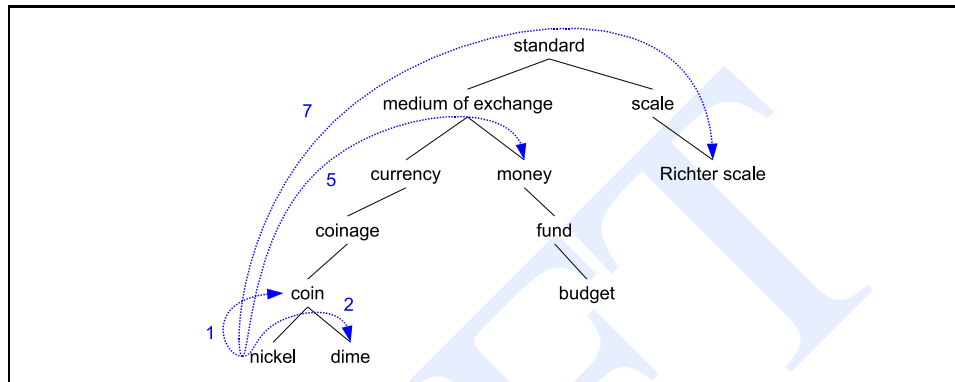 standard
7
medium of exchange
scale
5
currency
money
Richter scale
coinage
fund
coin
budget
1
2
nickel
dime